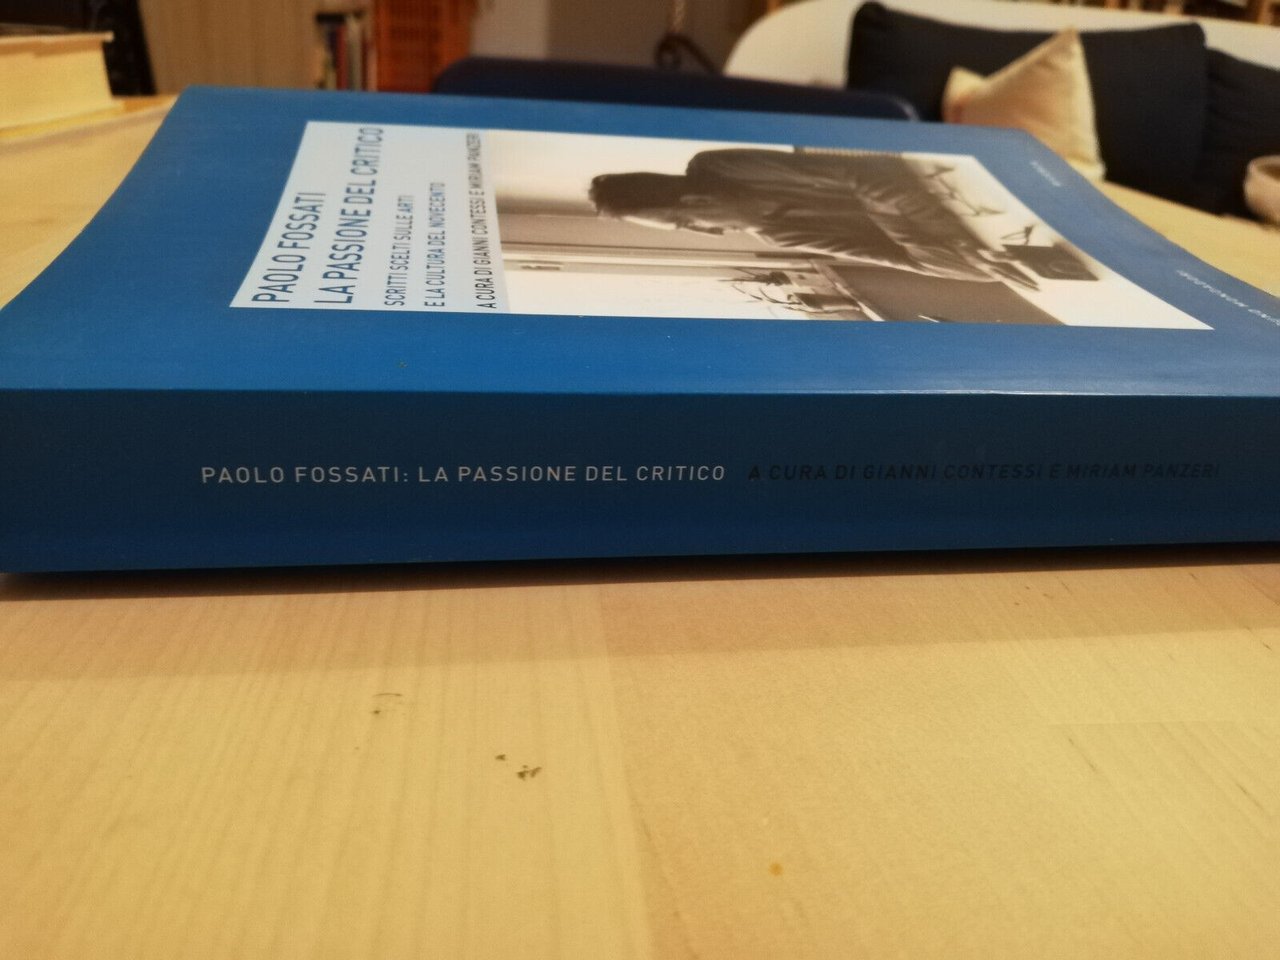 PAOLO FOSSATI
LA PASSIONE DEL CRITICO
SCRITTI SCELTI SULLE ARTI
E LA CULTURA DEL NOVECENTO
A CURA DI GIANNI CONTESSI E MIRIAM PANZERI
PAOLO FOSSATI: LA PASSIONE DEL CRITICO A CURA DI GIANNI CONTESSI E MIRIAM PANZERI